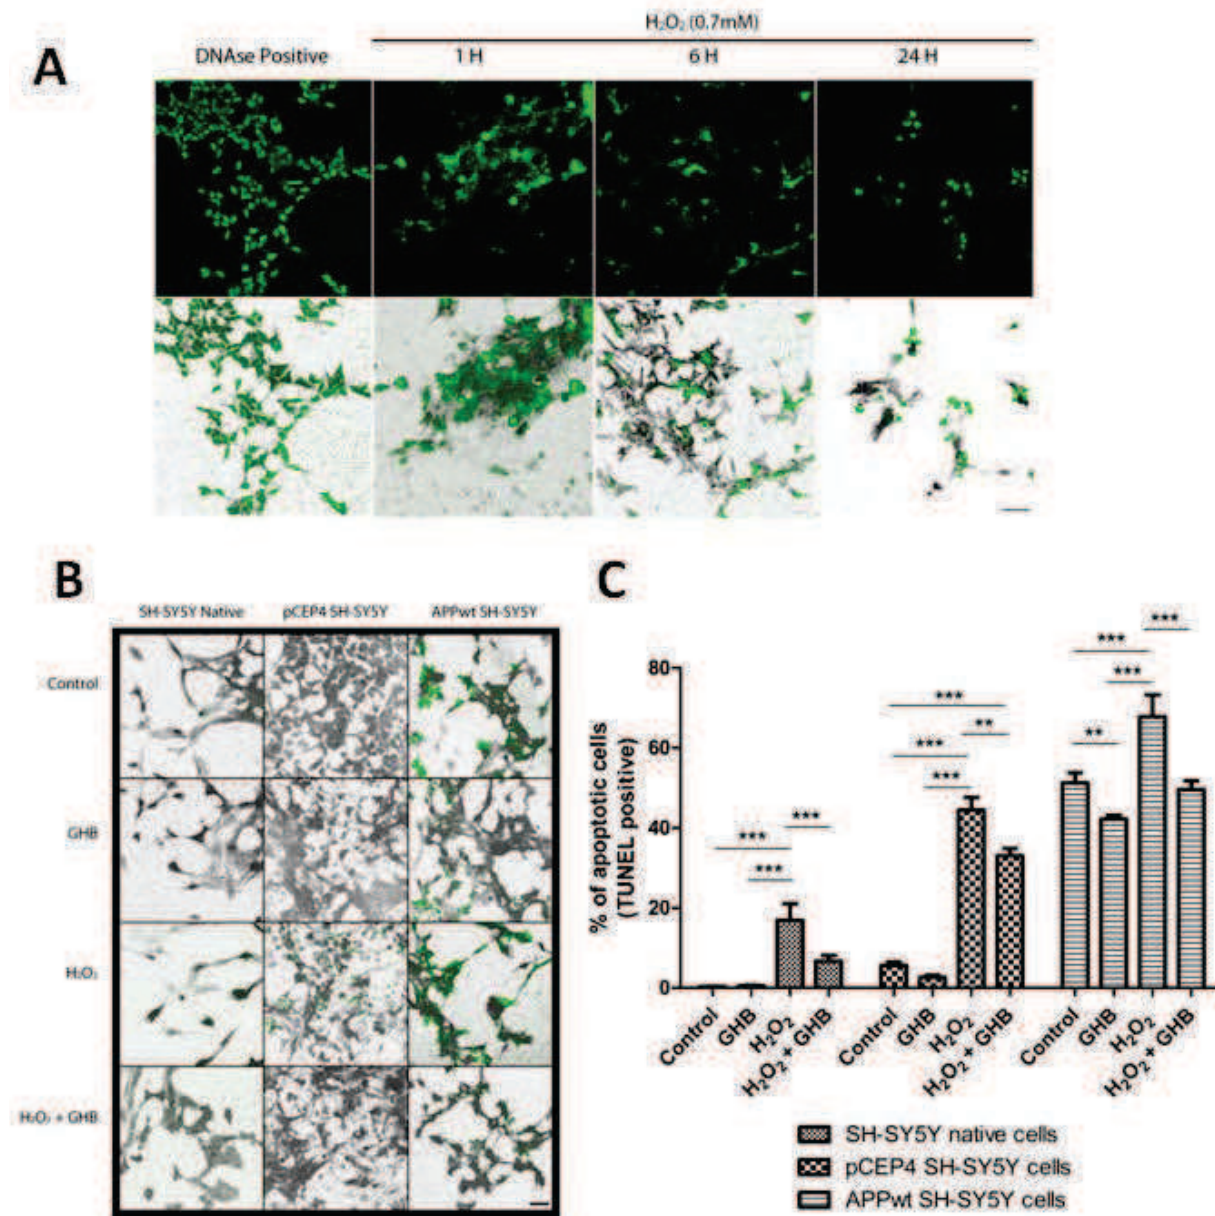 A
H₂O₂ (0.7mM)
DNAse Positive 1 H 6 H 24 H
B
SH-SY5Y Native pCEP4 SH-SY5Y APPwt SH-SY5Y
Control
GHB
H₂O₂
H₂O₂ + GHB
C
% of apoptotic cells
(TUNEL positive)
80
60
40
20
0
*** *** ***
*** *** ** ***
*** *** *** ** ***
Control GHB H₂O₂ H₂O₂ + GHB Control GHB H₂O₂ H₂O₂ + GHB Control GHB H₂O₂ H₂O₂ + GHB
SH-SY5Y native cells
pCEP4 SH-SY5Y cells
APPwt SH-SY5Y cells